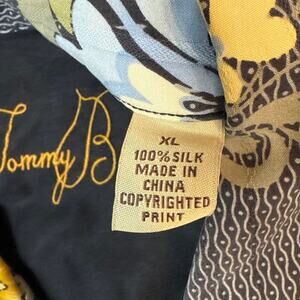 Tommy B
XL
100% SILK
MADE IN
CHINA
COPYRIGHTED
PRINT